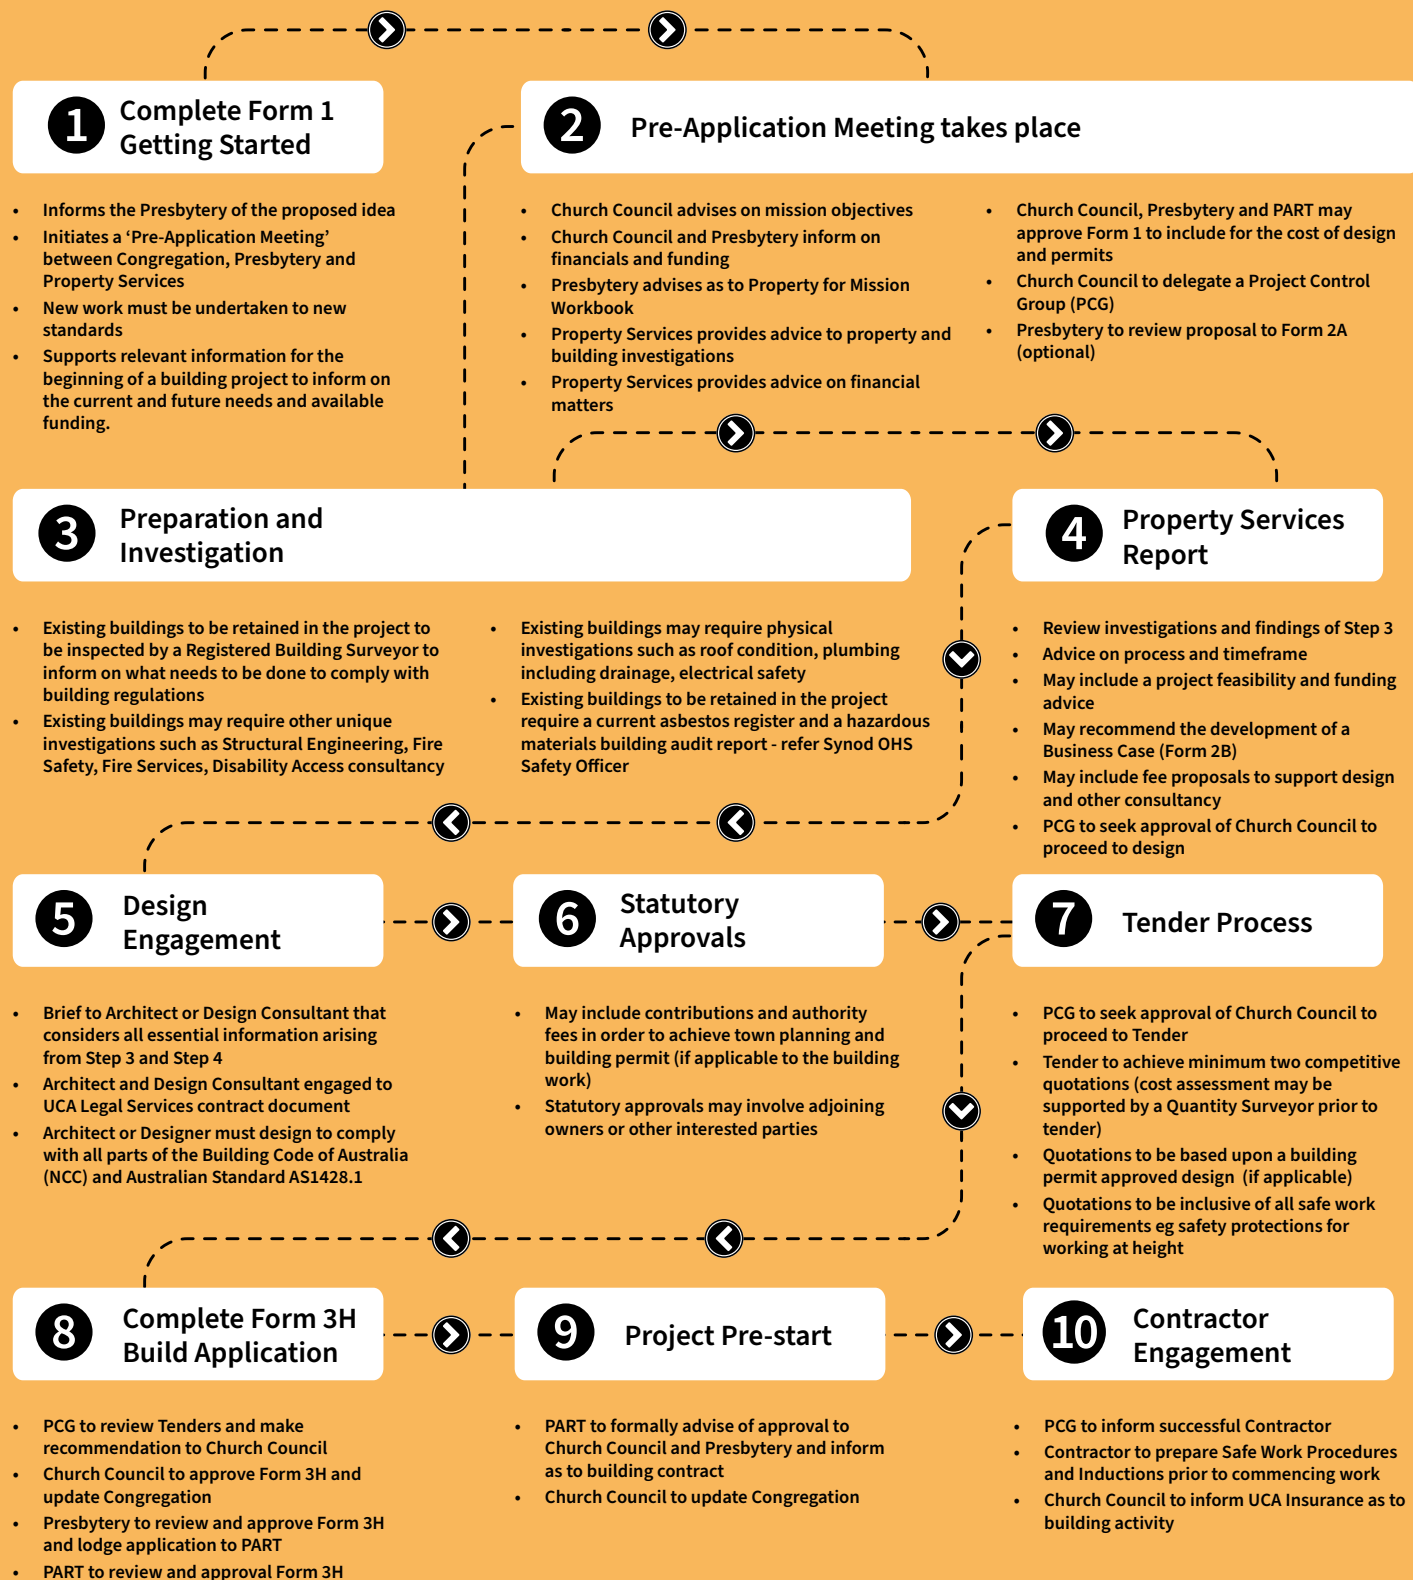 1
Complete Form 1
Getting Started
• Informs the Presbytery of the proposed idea
• Initiates a ‘Pre-Application Meeting’
between Congregation, Presbytery and
Property Services
• New work must be undertaken to new
standards
• Supports relevant information for the
beginning of a building project to inform on
the current and future needs and available
funding.
2
Pre-Application Meeting takes place
• Church Council advises on mission objectives
• Church Council and Presbytery inform on
financials and funding
• Presbytery advises as to Property for Mission
Workbook
• Property Services provides advice to property and
building investigations
• Property Services provides advice on financial
matters
• Church Council, Presbytery and PART may
approve Form 1 to include for the cost of design
and permits
• Church Council to delegate a Project Control
Group (PCG)
• Presbytery to review proposal to Form 2A
(optional)
3
Preparation and
Investigation
• Existing buildings to be retained in the project to
be inspected by a Registered Building Surveyor to
inform on what needs to be done to comply with
building regulations
• Existing buildings may require other unique
investigations such as Structural Engineering, Fire
Safety, Fire Services, Disability Access consultancy
• Existing buildings may require physical
investigations such as roof condition, plumbing
including drainage, electrical safety
• Existing buildings to be retained in the project
require a current asbestos register and a hazardous
materials building audit report - refer Synod OHS
Safety Officer
4
Property Services
Report
• Review investigations and findings of Step 3
• Advice on process and timeframe
• May include a project feasibility and funding
advice
• May recommend the development of a
Business Case (Form 2B)
• May include fee proposals to support design
and other consultancy
• PCG to seek approval of Church Council to
proceed to design
5
Design
Engagement
• Brief to Architect or Design Consultant that
considers all essential information arising
from Step 3 and Step 4
• Architect and Design Consultant engaged to
UCA Legal Services contract document
• Architect or Designer must design to comply
with all parts of the Building Code of Australia
(NCC) and Australian Standard AS1428.1
6
Statutory
Approvals
• May include contributions and authority
fees in order to achieve town planning and
building permit (if applicable to the building
work)
• Statutory approvals may involve adjoining
owners or other interested parties
7
Tender Process
• PCG to seek approval of Church Council to
proceed to Tender
• Tender to achieve minimum two competitive
quotations (cost assessment may be
supported by a Quantity Surveyor prior to
tender)
• Quotations to be based upon a building
permit approved design (if applicable)
• Quotations to be inclusive of all safe work
requirements eg safety protections for
working at height
8
Complete Form 3H
Build Application
• PCG to review Tenders and make
recommendation to Church Council
• Church Council to approve Form 3H and
update Congregation
• Presbytery to review and approve Form 3H
and lodge application to PART
• PART to review and approval Form 3H
9
Project Pre-start
• PART to formally advise of approval to
Church Council and Presbytery and inform
as to building contract
• Church Council to update Congregation
10
Contractor
Engagement
• PCG to inform successful Contractor
• Contractor to prepare Safe Work Procedures
and Inductions prior to commencing work
• Church Council to inform UCA Insurance as to
building activity